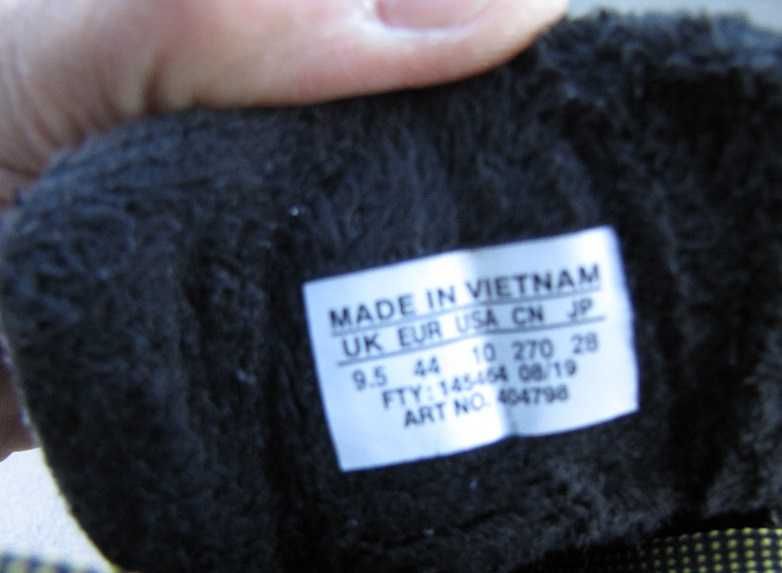 MADE IN VIETNAM
UK EUR USA CN JP
9.5 44 10 270 28
FTY: 145464 08/19
ART NO. 404798